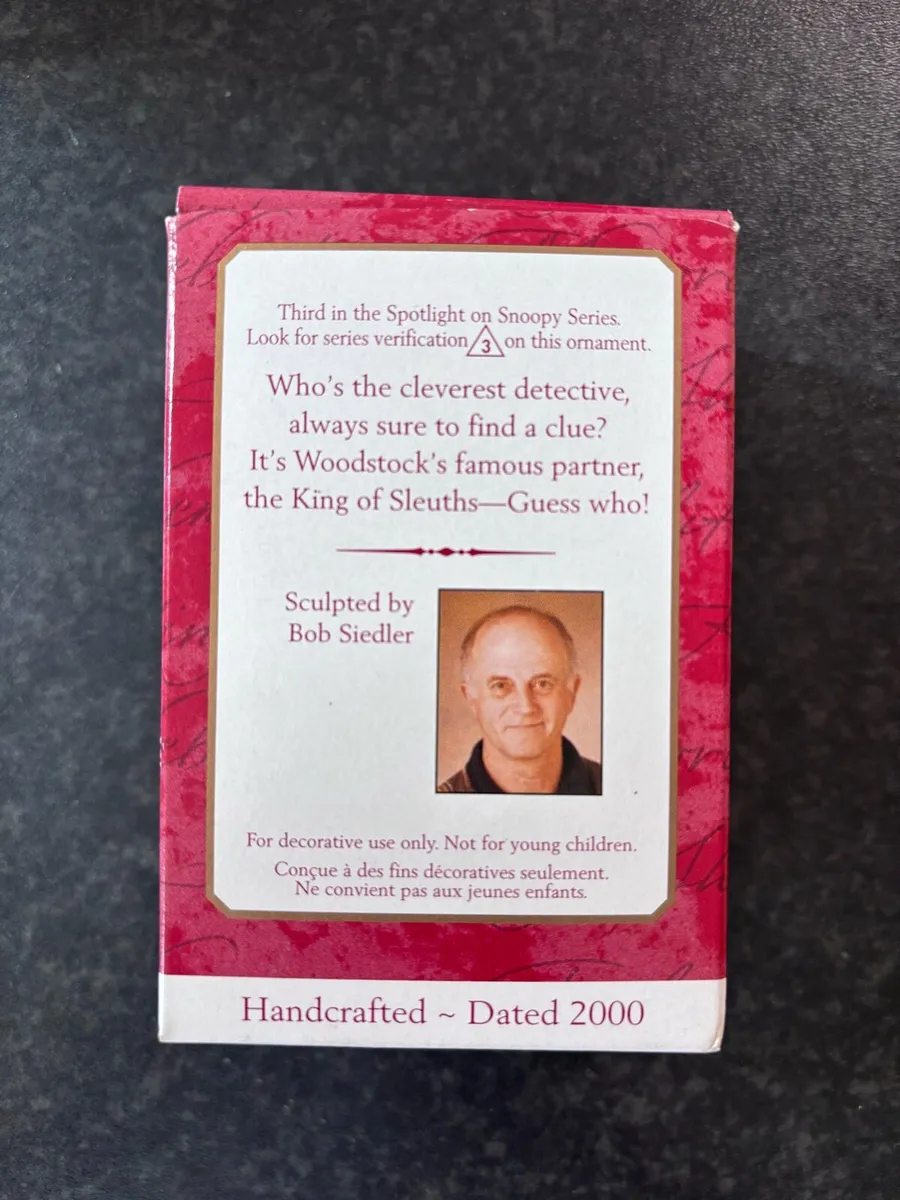 Third in the Spotlight on Snoopy Series.
Look for series verification 3 on this ornament.
Who's the cleverest detective,
always sure to find a clue?
It's Woodstock's famous partner,
the King of Sleuths—Guess who!
Sculpted by
Bob Siedler
For decorative use only. Not for young children.
Conçue à des fins décoratives seulement.
Ne convient pas aux jeunes enfants.
Handcrafted ~ Dated 2000